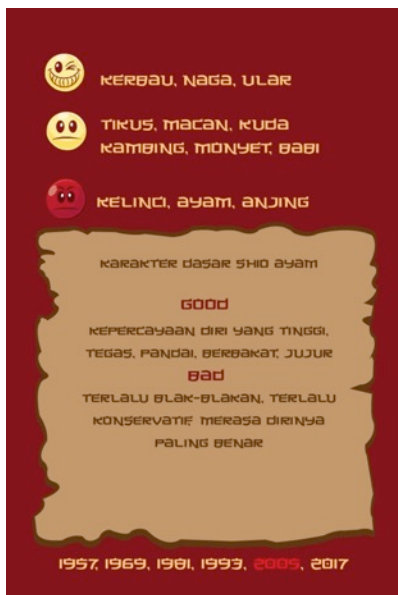 KERBAU, NAGA, ULAR
TIKUS, MACAN, KUDA
KAMBING, MONYET, BABI
KELINCI, AYAM, ANJING
KARAKTER DASAR SHIO AYAM
GOOD
KEPERCAYAAN DIRI YANG TINGGI,
TEGAS, PANDAI, BERBAKAT, JUJUR
BAD
TERLALU BLAK-BLAKAN, TERLALU
KONSERVATIF, MERASA DIRINYA
PALING BENAR
1957, 1969, 1981, 1993, 2005, 2017